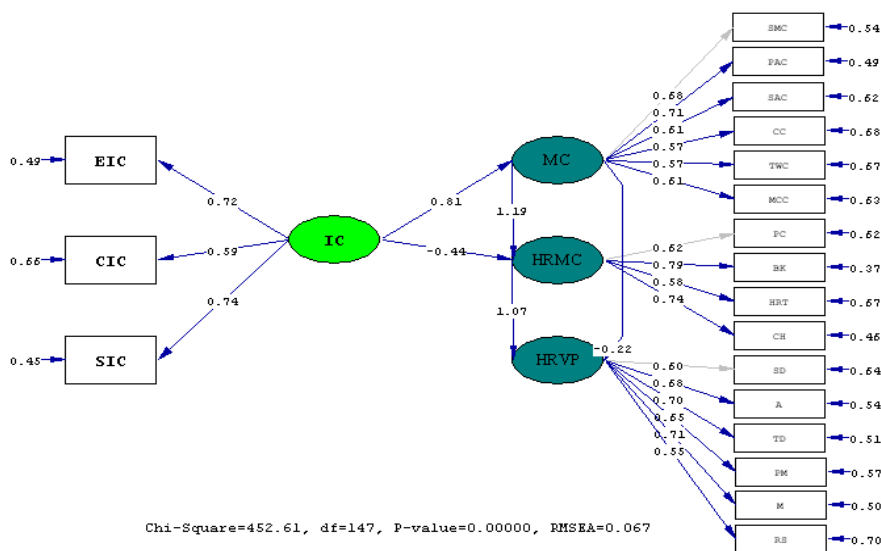 SMC 0.54
PAC 0.49
0.68
0.71
SAC 0.62
0.61
CC 0.68
0.57
0.49 EIC
MC
0.57
TWC 0.67
0.61
MCC 0.63
0.72
0.81
1.19
IC
PC 0.62
0.62
0.66 CIC
0.59
-0.44
HRMC
0.79
BK 0.37
0.58
HRT 0.67
0.74
0.74
CH 0.46
1.07
-0.22
0.45 SIC
HRVP
0.60
SD 0.64
0.68
A 0.54
0.70
0.65
TD 0.51
0.71
0.55
PM 0.57
M 0.50
RS 0.70
Chi-Square=452.61, df=147, P-value=0.00000, RMSEA=0.067